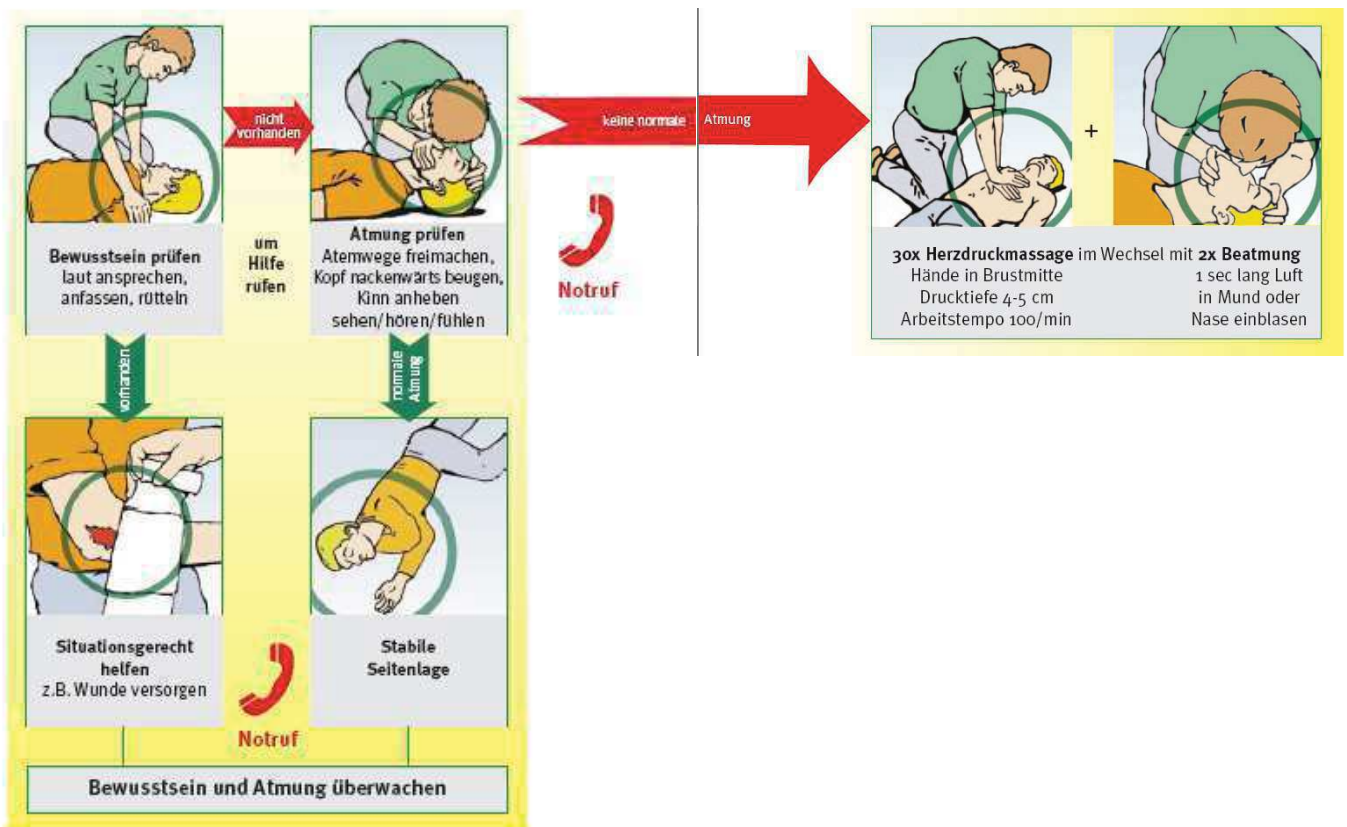 nicht
vorhanden
keine normale Atmung
Bewusstsein prüfen
laut ansprechen,
anfassen, rütteln
um
Hilfe
rufen
Atmung prüfen
Atemwege freimachen,
Kopf nackenwärts beugen,
Kinn anheben
sehen/hören/fühlen
Notruf
+
30x Herzdruckmassage im Wechsel mit 2x Beatmung
Hände in Brustmitte
Drucktiefe 4-5 cm
Arbeitstempo 100/min
1 sec lang Luft
in Mund oder
Nase einblasen
vorhanden
normale
Atmung
Situationsgerecht
helfen
z.B. Wunde versorgen
Notruf
Stabile
Seitenlage
Bewusstsein und Atmung überwachen